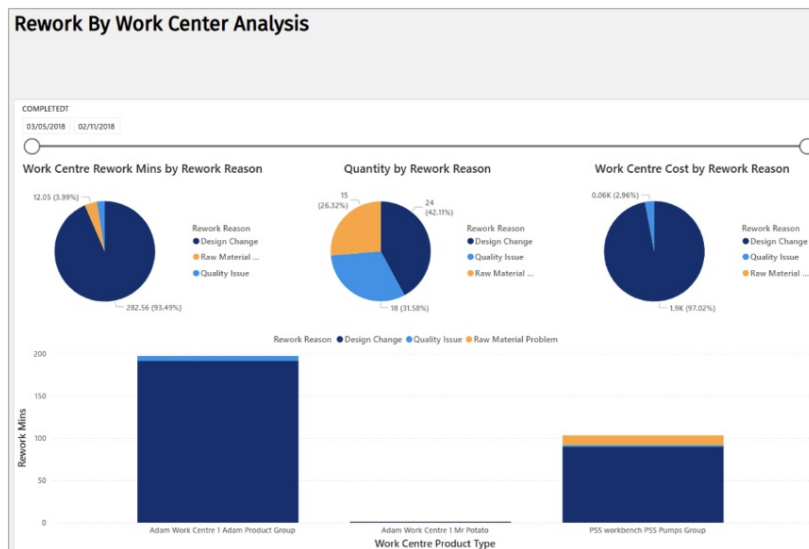 Rework By Work Center Analysis
COMPLETEDT
03/05/2018 02/11/2018
Work Centre Rework Mins by Rework Reason
12.05 (3.99%)
282.56 (93.49%)
Rework Reason
Design Change
Raw Material ...
Quality Issue
Quantity by Rework Reason
15
(26.32%)
24
(42.11%)
18 (31.58%)
Rework Reason
Design Change
Quality Issue
Raw Material ...
Work Centre Cost by Rework Reason
0.06K (2.96%)
1.9K (97.02%)
Rework Reason
Design Change
Quality Issue
Raw Material ...
Rework Reason Design Change Quality Issue Raw Material Problem
Rework Mins
200
150
100
50
0
Adam Work Centre 1 Adam Product Group
Adam Work Centre 1 Mr Potato
PSS workbench PSS Pumps Group
Work Centre Product Type